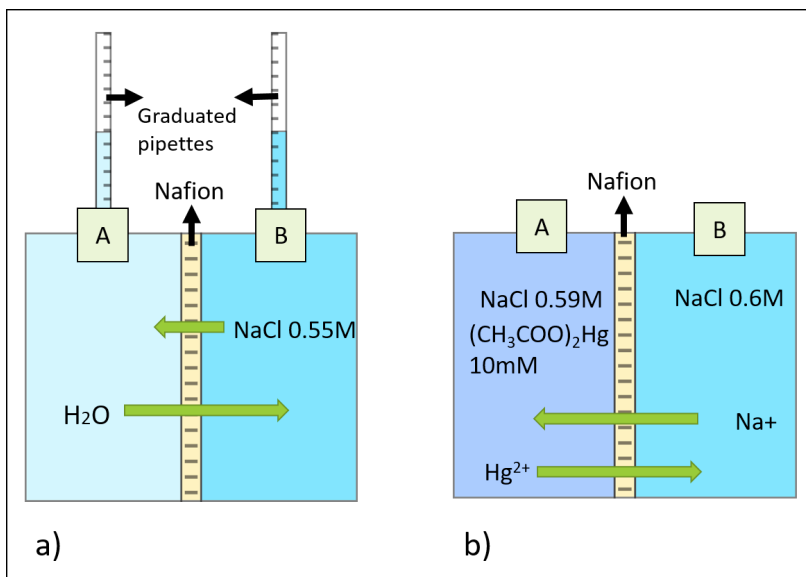 Graduated
pipettes
Nafion
A
B
NaCl 0.55M
H₂O
a)
Nafion
A
B
NaCl 0.59M
(CH₃COO)₂Hg
10mM
NaCl 0.6M
Na+
Hg²⁺
b)